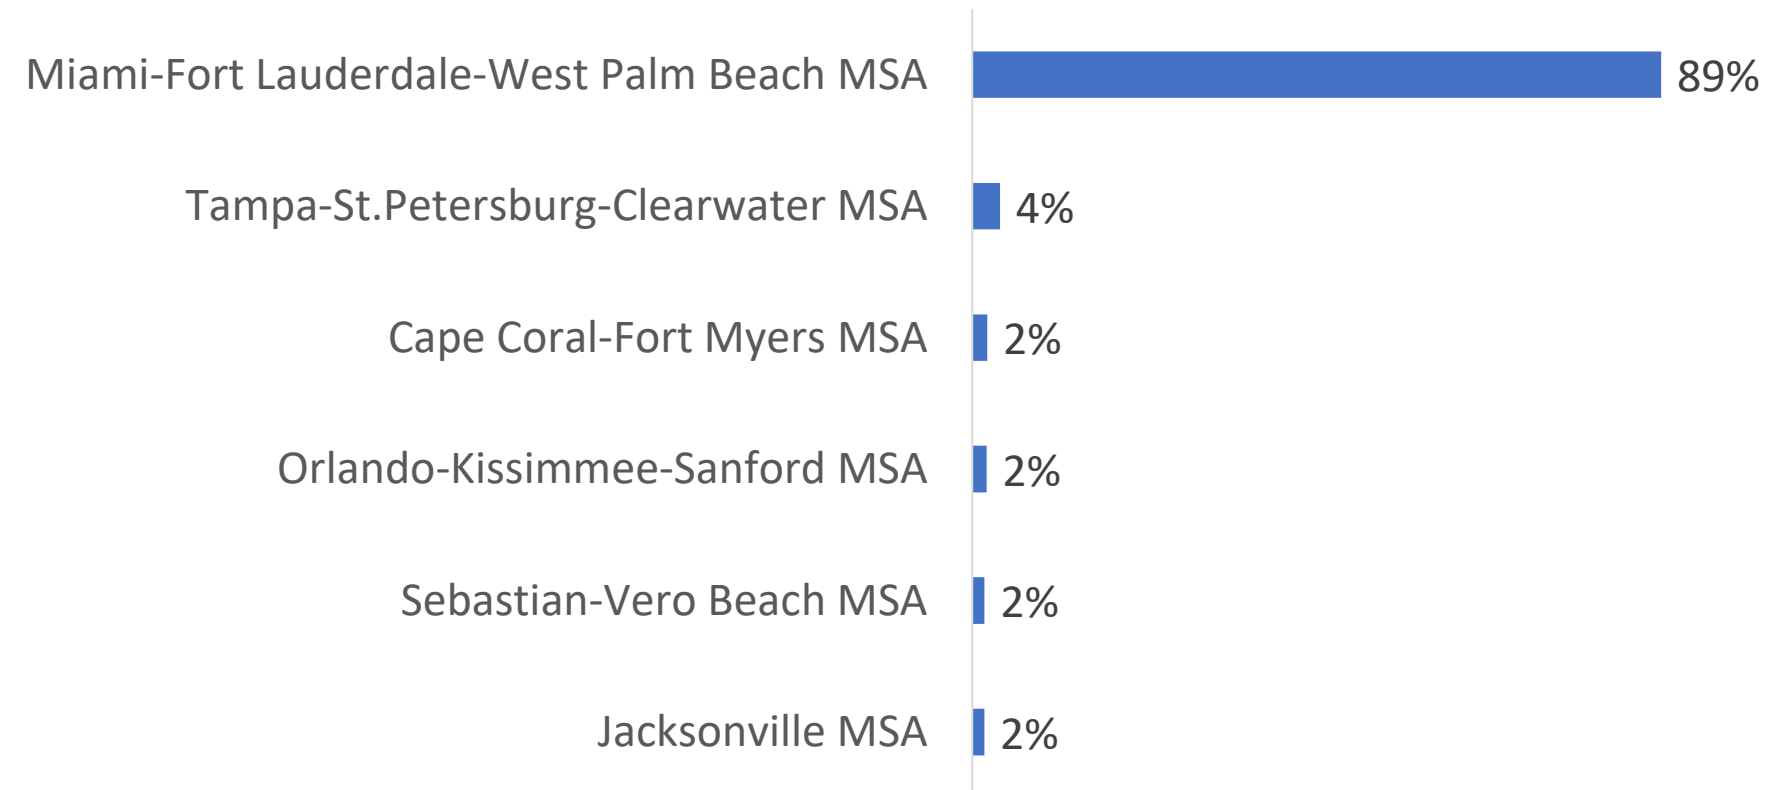 Miami-Fort Lauderdale-West Palm Beach MSA 89%
Tampa-St.Petersburg-Clearwater MSA 4%
Cape Coral-Fort Myers MSA 2%
Orlando-Kissimmee-Sanford MSA 2%
Sebastian-Vero Beach MSA 2%
Jacksonville MSA 2%